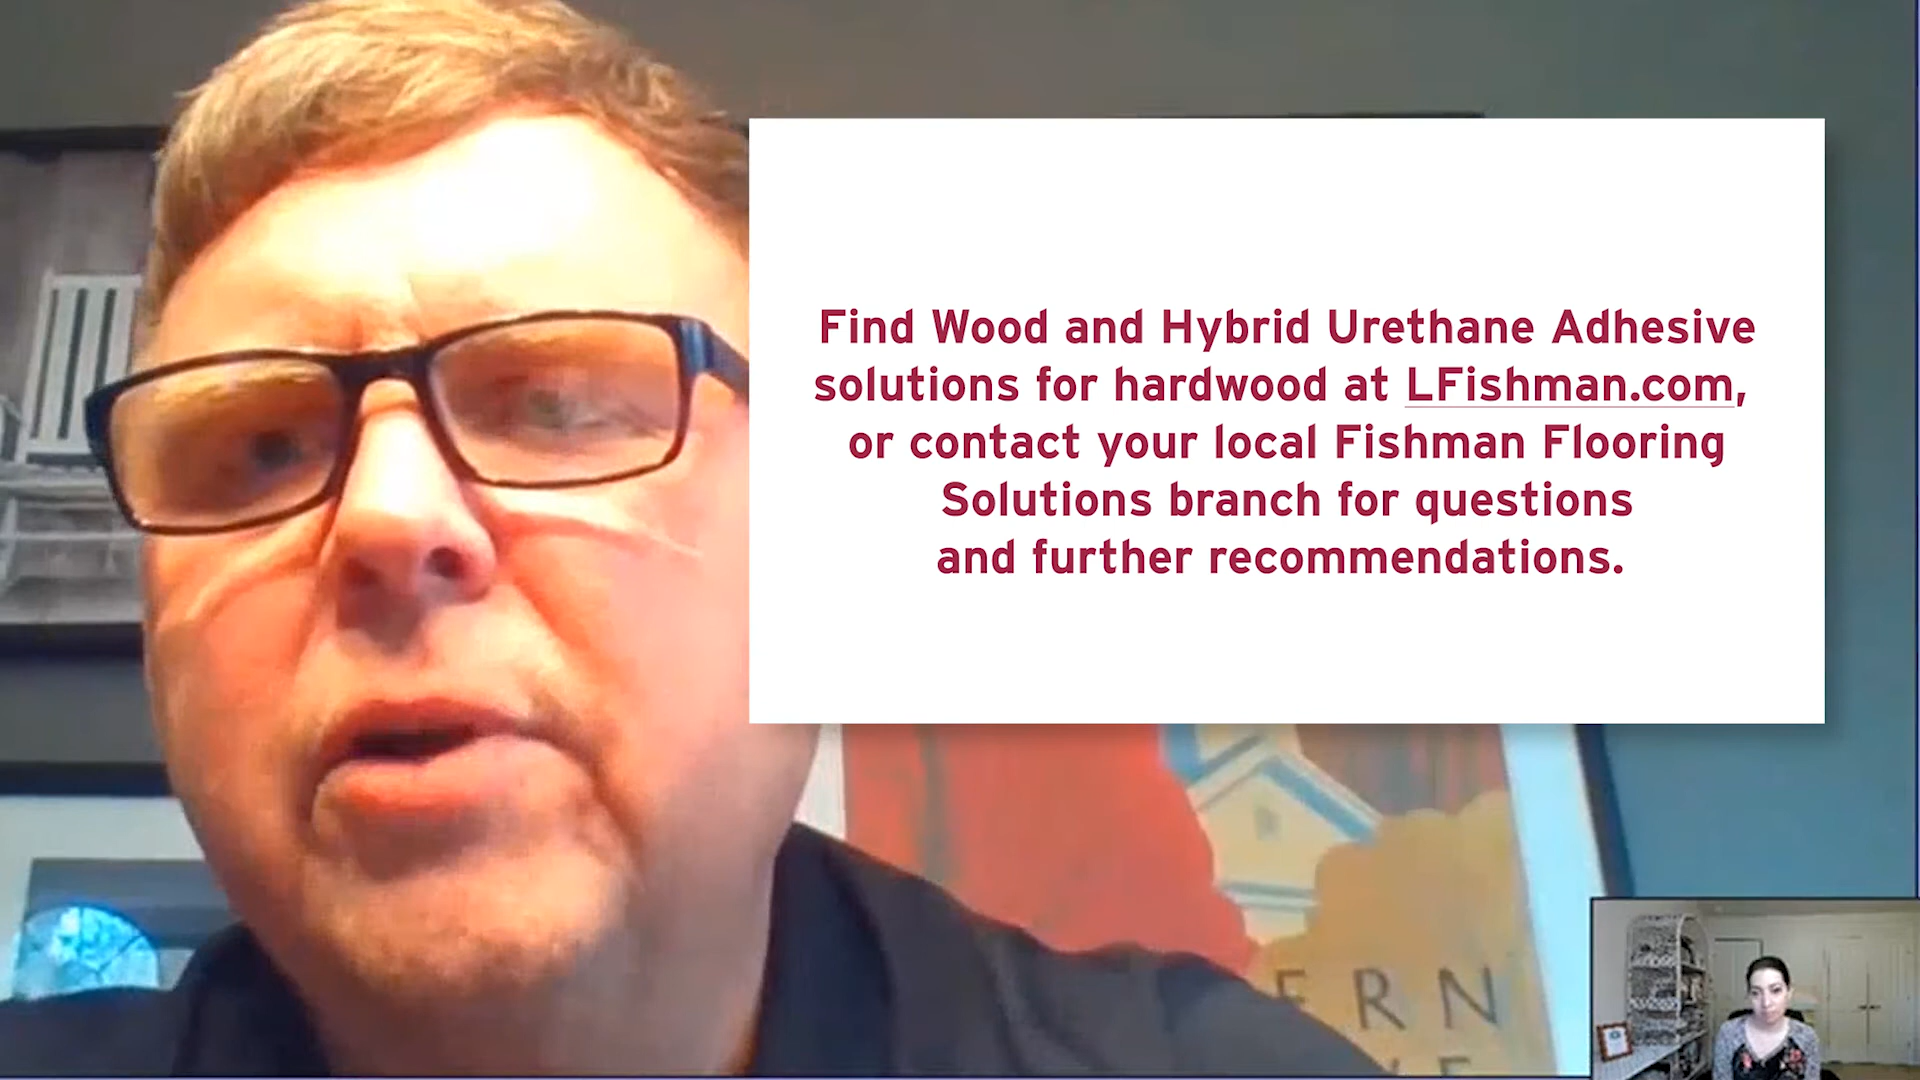 Find Wood and Hybrid Urethane Adhesive
solutions for hardwood at LFishman.com,
or contact your local Fishman Flooring
Solutions branch for questions
and further recommendations.
ERN